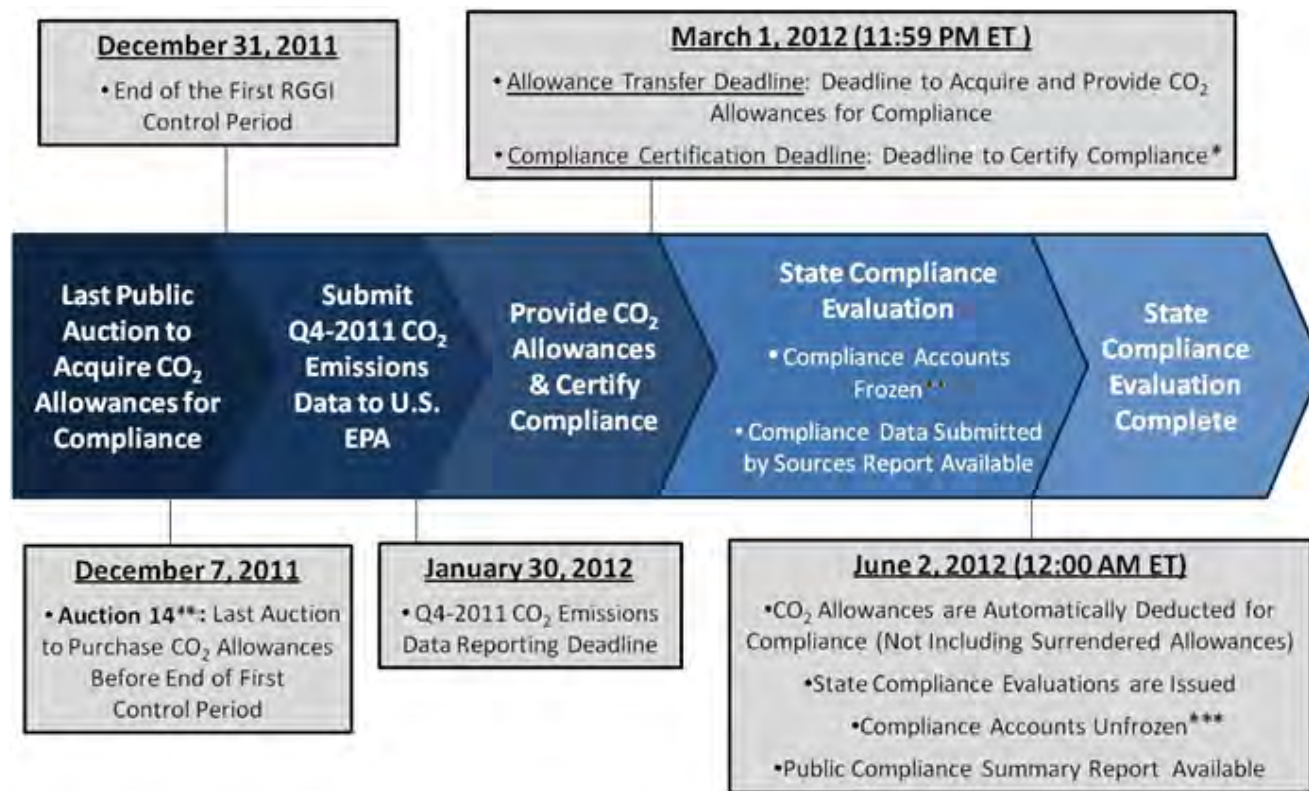 December 31, 2011
• End of the First RGGI
Control Period
March 1, 2012 (11:59 PM ET )
• Allowance Transfer Deadline: Deadline to Acquire and Provide CO₂
Allowances for Compliance
• Compliance Certification Deadline: Deadline to Certify Compliance*
Last Public
Auction to
Acquire CO₂
Allowances for
Compliance
Submit
Q4-2011 CO₂
Emissions
Data to U.S.
EPA
Provide CO₂
Allowances
& Certify
Compliance
State Compliance
Evaluation
• Compliance Accounts
Frozen**
• Compliance Data Submitted
by Sources Report Available
State
Compliance
Evaluation
Complete
December 7, 2011
• Auction 14**: Last Auction
to Purchase CO₂ Allowances
Before End of First
Control Period
January 30, 2012
• Q4-2011 CO₂ Emissions
Data Reporting Deadline
June 2, 2012 (12:00 AM ET)
•CO₂ Allowances are Automatically Deducted for
Compliance (Not Including Surrendered Allowances)
•State Compliance Evaluations are Issued
•Compliance Accounts Unfrozen***
•Public Compliance Summary Report Available